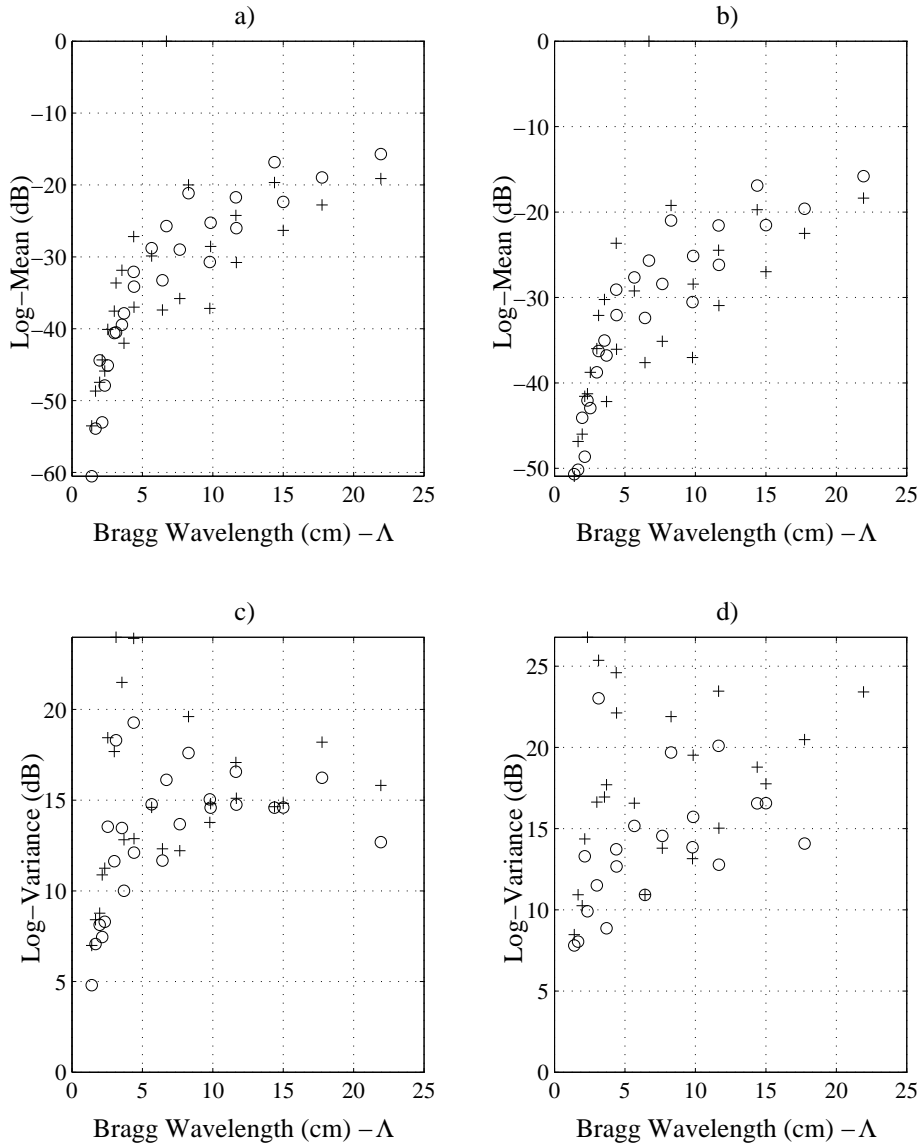 a)
0
−10
−20
−30
−40
−50
−60
Log−Mean (dB)
0 5 10 15 20 25
Bragg Wavelength (cm) −Λ
b)
0
−10
−20
−30
−40
−50
Log−Mean (dB)
0 5 10 15 20 25
Bragg Wavelength (cm) −Λ
c)
20
15
10
5
0
Log−Variance (dB)
0 5 10 15 20 25
Bragg Wavelength (cm) −Λ
d)
25
20
15
10
5
0
Log−Variance (dB)
0 5 10 15 20 25
Bragg Wavelength (cm) −Λ